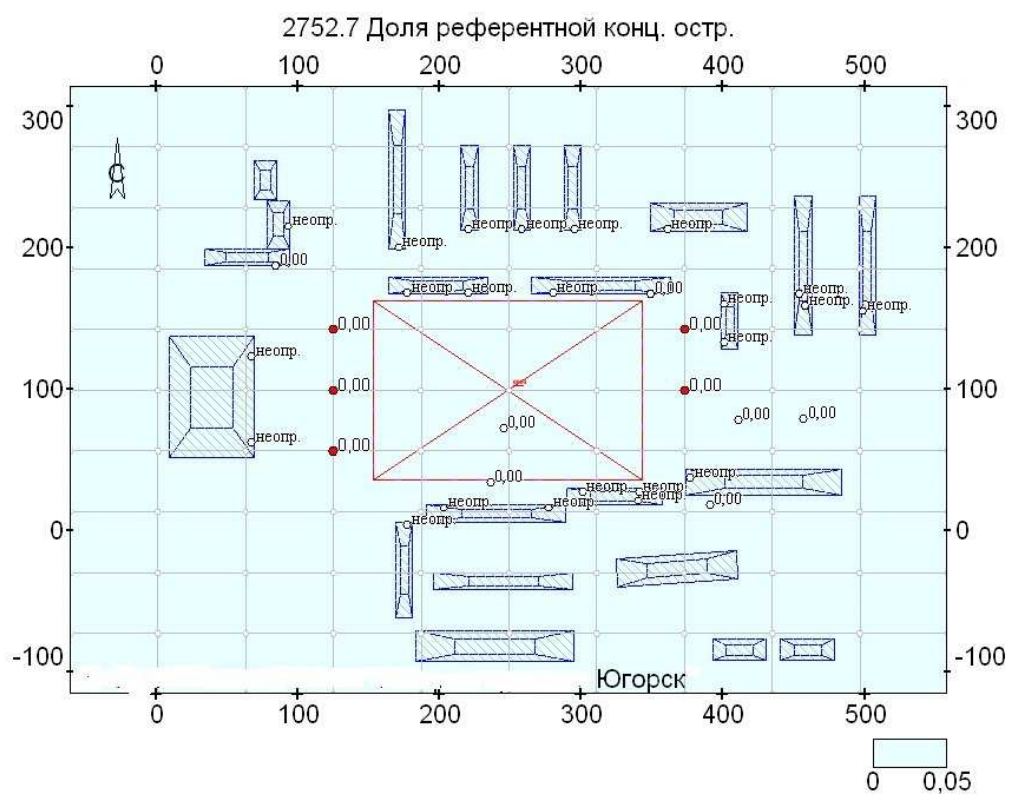 2752.7 Доля референтной конц. остр.
0 100 200 300 400 500
300 300
С
неопр.
неопр. неопр. неопр. неопр. неопр.
200 неопр. 200
0,00
неопр. неопр. неопр. 0,00 неопр. неопр. неопр. неопр.
0,00 0,00
неопр. неопр.
100 0,00 0,00 100
0,00 0,00 0,00
неопр. 0,00
0,00 неопр.
неопр. неопр. неопр. 0,00
неопр. неопр.
неопр.
0 0
-100 -100
Югорск
0 100 200 300 400 500
0 0,05